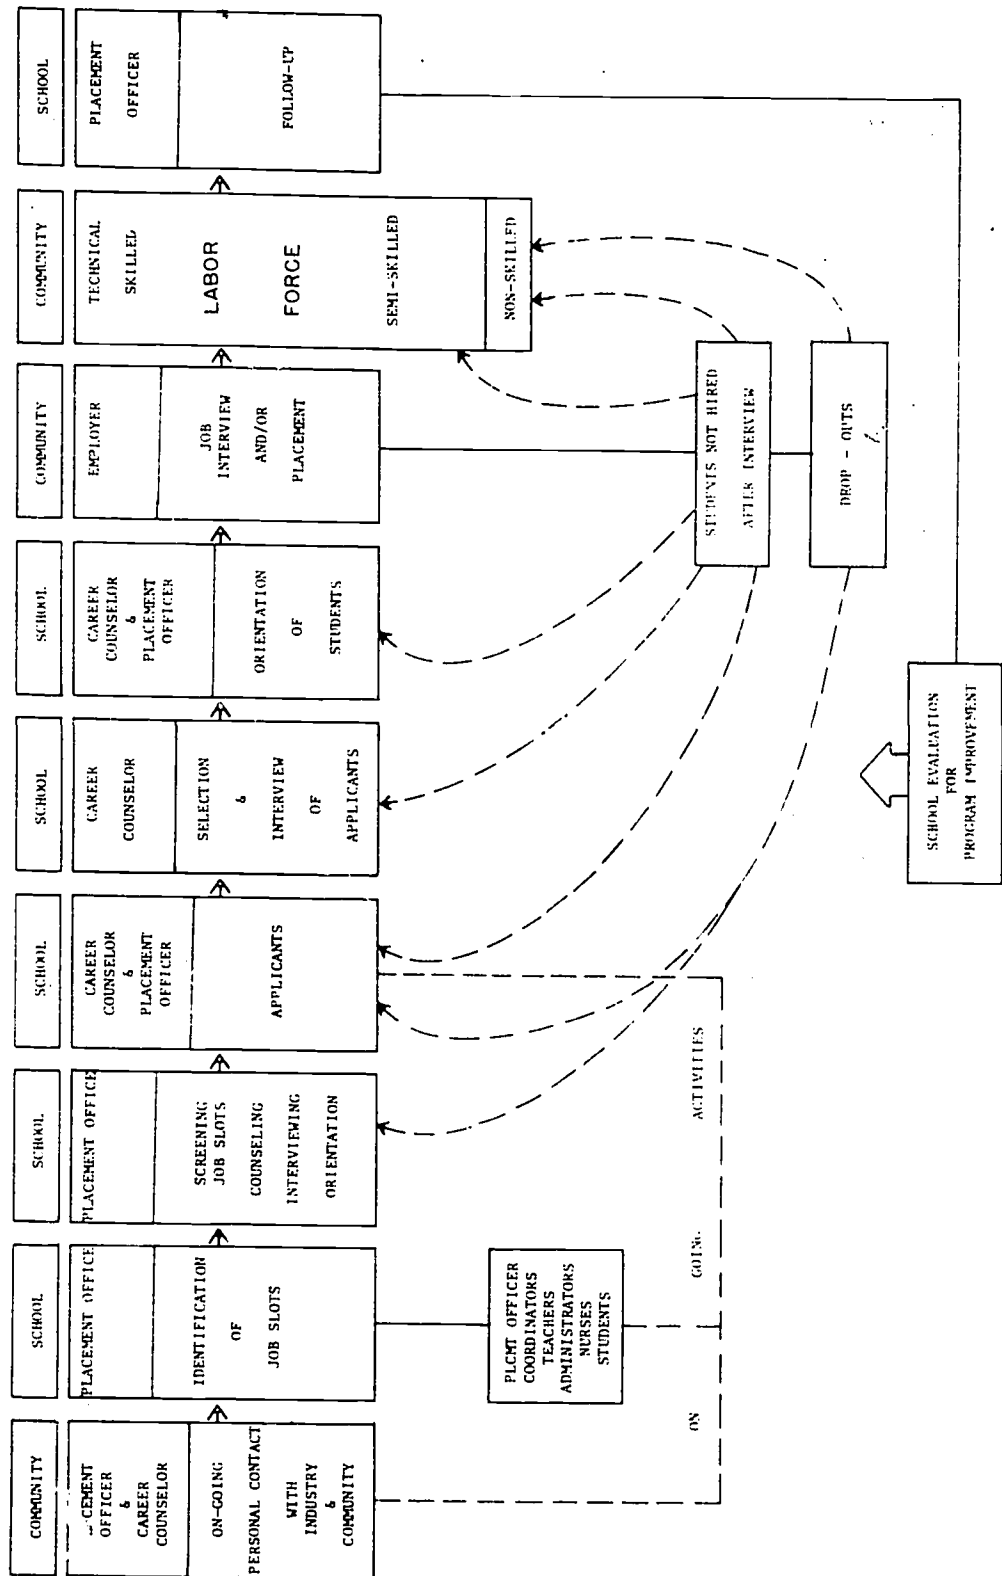 COMMUNITY
OFFICER
&
CAREER
COUNSELOR
ON-GOING
PERSONAL CONTACT
WITH
INDUSTRY
&
COMMUNITY
SCHOOL
PLACEMENT OFFICE
IDENTIFICATION
OF
JOB SLOTS
SCHOOL
PLACEMENT OFFICE
SCREENING
JOB SLOTS
COUNSELING
INTERVIEWING
ORIENTATION
SCHOOL
CAREER
COUNSELOR
&
PLACEMENT
OFFICER
APPLICANTS
SCHOOL
CAREER
COUNSELOR
SELECTION
&
INTERVIEW
OF
APPLICANTS
SCHOOL
CAREER
COUNSELOR
&
PLACEMENT
OFFICER
ORIENTATION
OF
STUDENTS
COMMUNITY
EMPLOYER
JOB
INTERVIEW
AND/OR
PLACEMENT
COMMUNITY
TECHNICAL
SKILLED
LABOR
FORCE
SEMI-SKILLED
NON-SKILLED
SCHOOL
PLACEMENT
OFFICER
FOLLOW-UP
PLCMT OFFICER
COORDINATORS
TEACHERS
ADMINISTRATORS
NURSES
STUDENTS
ON GOING ACTIVITIES
STUDENTS NOT HIRED
AFTER INTERVIEW
DROP - OUTS
SCHOOL EVALUATION
FOR
PROGRAM IMPROVEMENT